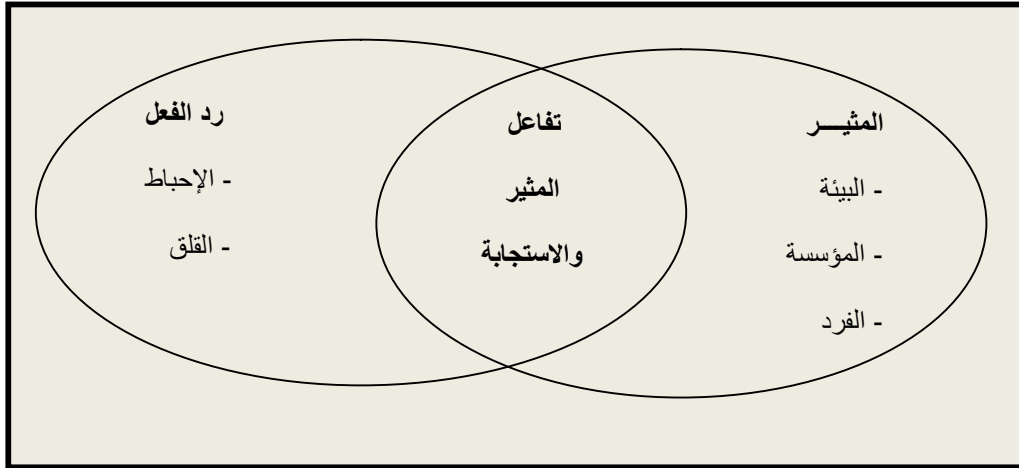 المثيـــر
- البيئة
- المؤسسة
- الفرد
تفاعل
المثير
والاستجابة
رد الفعل
- الإحباط
- القلق